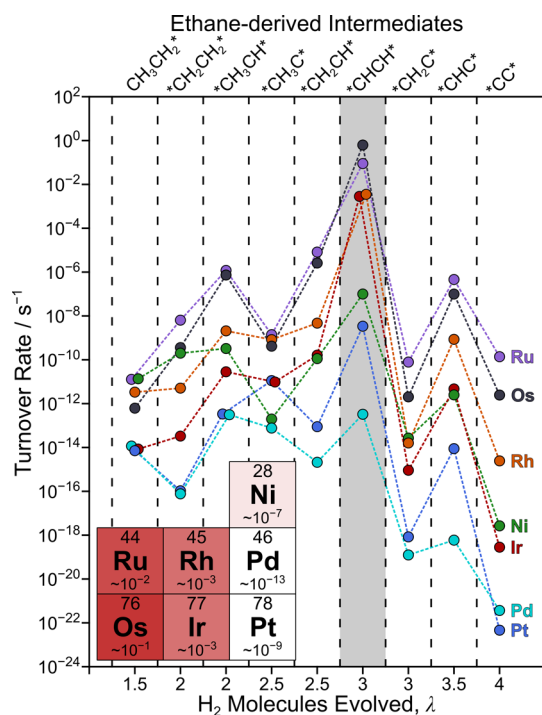 Ethane-derived Intermediates
CH₃CH₂*
*CH₂CH₂*
*CH₃CH*
*CH₃C*
*CH₂CH*
*CHCH*
*CH₂C*
*CHC*
*CC*
Turnover Rate / s⁻¹
10²
10⁰
10⁻²
10⁻⁴
10⁻⁶
10⁻⁸
10⁻¹⁰
10⁻¹²
10⁻¹⁴
10⁻¹⁶
10⁻¹⁸
10⁻²⁰
10⁻²²
10⁻²⁴
Ru
Os
Rh
Ni
Ir
Pd
Pt
28
Ni
~10⁻⁷
44 45 46
Ru Rh Pd
~10⁻² ~10⁻³ ~10⁻¹³
76 77 78
Os Ir Pt
~10⁻¹ ~10⁻³ ~10⁻⁹
1.5 2 2 2.5 2.5 3 3 3.5 4
H₂ Molecules Evolved, λ